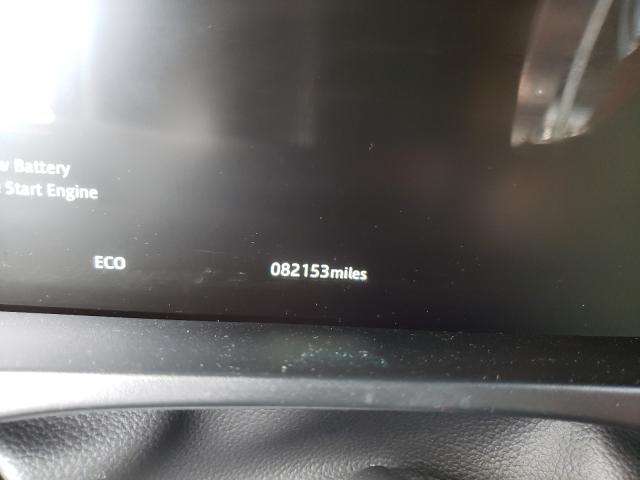 Battery
Start Engine
ECO
082153miles